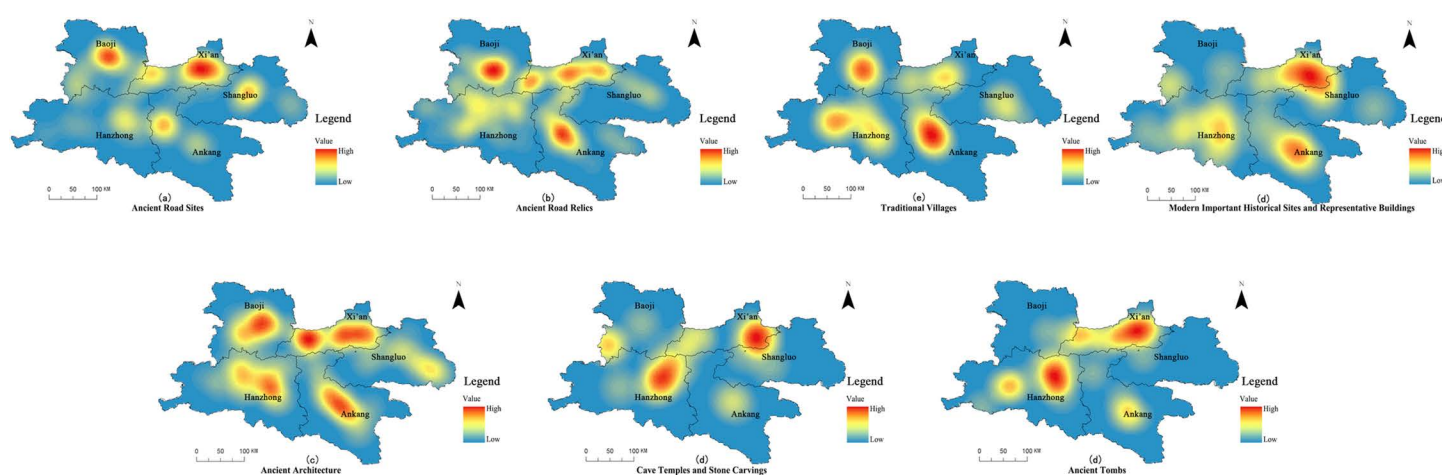 N
Baoji
Xi'an
Shangluo
Hanzhong
Ankang
Legend
Value
High
Low
0 50 100 KM
(a)
Ancient Road Sites
N
Baoji
Xi'an
Shangluo
Hanzhong
Ankang
Legend
Value
High
Low
0 50 100 KM
(b)
Ancient Road Relics
N
Baoji
Xi'an
Shangluo
Hanzhong
Ankang
Legend
Value
High
Low
0 50 100 KM
(e)
Traditional Villages
N
Baoji
Xi'an
Shangluo
Hanzhong
Ankang
Legend
Value
High
Low
0 50 100 KM
(d)
Modern Important Historical Sites and Representative Buildings
N
Baoji
Xi'an
Shangluo
Hanzhong
Ankang
Legend
Value
High
Low
0 50 100 KM
(c)
Ancient Architecture
N
Baoji
Xi'an
Shangluo
Hanzhong
Ankang
Legend
Value
High
Low
0 50 100 KM
(d)
Cave Temples and Stone Carvings
N
Baoji
Xi'an
Shangluo
Hanzhong
Ankang
Legend
Value
High
Low
0 50 100 KM
(d)
Ancient Tombs